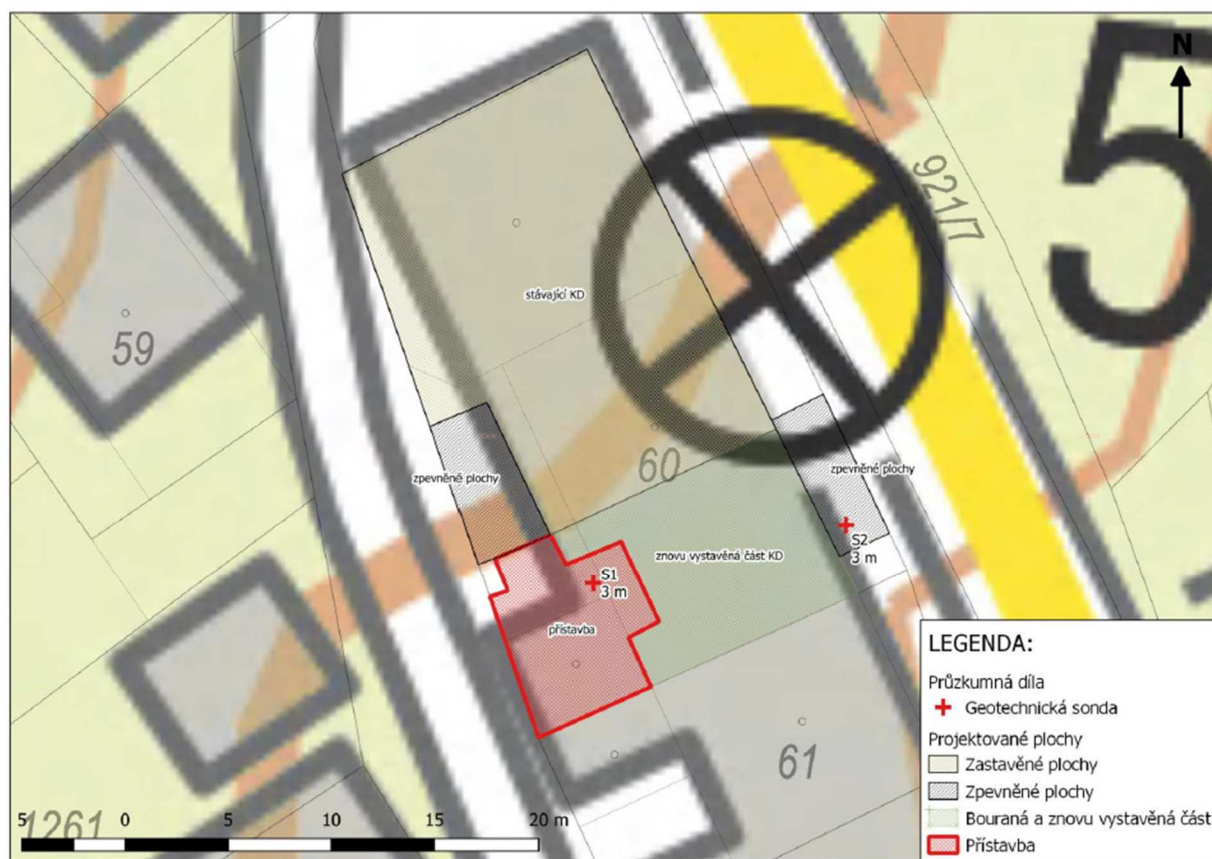 N
5
921/7
59
stávající KD
60
zpevněné plochy
zpevněné plochy
znovu vystavěná část KD
S2
3 m
S1
3 m
přístavba
61
1261
5 0 5 10 15 20 m
LEGENDA:
Průzkumná díla
Geotechnická sonda
Projektované plochy
Zastavěné plochy
Zpevněné plochy
Bouraná a znovu vystavěná část
Přístavba